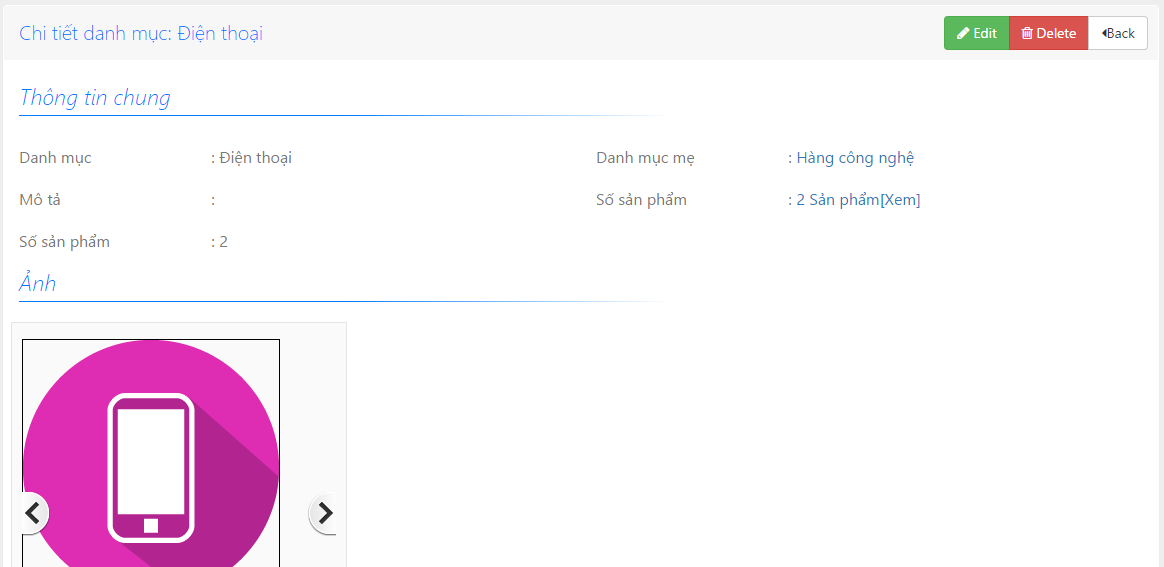 Chi tiết danh mục: Điện thoại
Edit Delete Back
Thông tin chung
Danh mục : Điện thoại Danh mục mẹ : Hàng công nghệ
Mô tả : Số sản phẩm : 2 Sản phẩm[Xem]
Số sản phẩm : 2
Ảnh